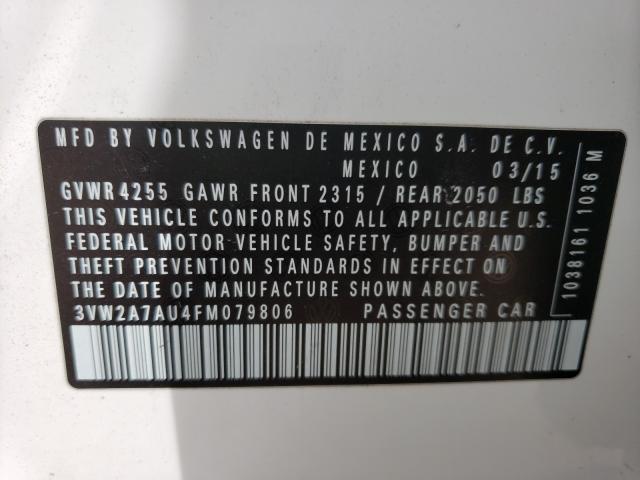 MFD BY VOLKSWAGEN DE MEXICO S.A. DE C.V.
MEXICO 03/15
GVWR 4255 GAWR FRONT 2315 / REAR 2050 LBS
THIS VEHICLE CONFORMS TO ALL APPLICABLE U.S.
FEDERAL MOTOR VEHICLE SAFETY, BUMPER AND
THEFT PREVENTION STANDARDS IN EFFECT ON
THE DATE OF MANUFACTURE SHOWN ABOVE.
3VW2A7AU4FM079806 PASSENGER CAR
1038161 1036 M